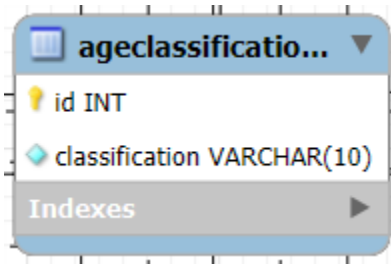 ageclassificatio...
id INT
classification VARCHAR(10)
Indexes